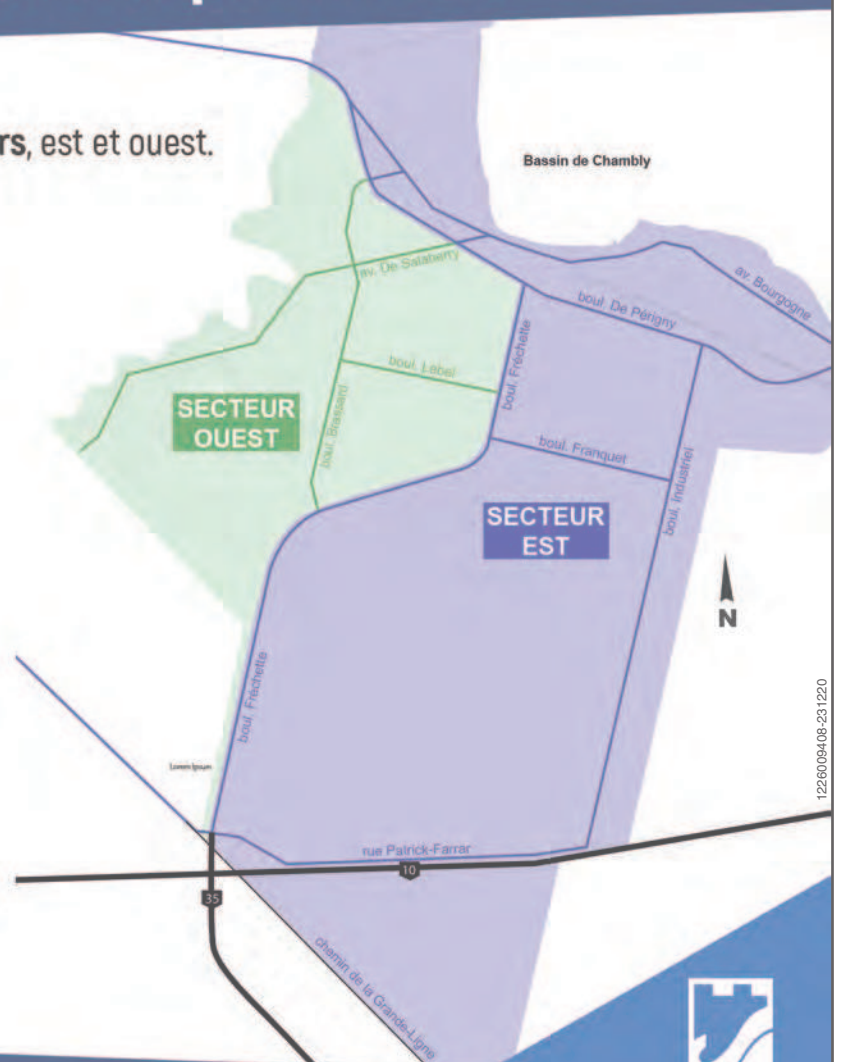 rs, est et ouest.
Bassin de Chambly
av. De Salaberry
av. Bourgogne
boul. De Périgny
boul. Fréchette
boul. Lebel
boul. Brassard
SECTEUR
OUEST
boul. Franquet
boul. Industriel
SECTEUR
EST
N
boul. Fréchette
Lorem Ipsum
1226009408-231220
rue Patrick-Farrar
10
35
chemin de la Grande-Ligne